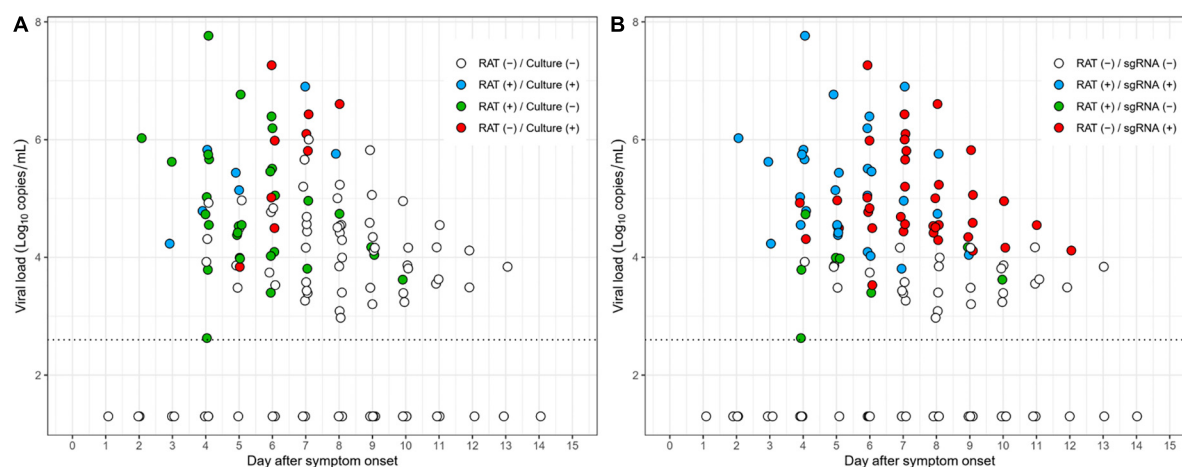 A
8
RAT (−) / Culture (−)
RAT (+) / Culture (+)
RAT (+) / Culture (−)
RAT (−) / Culture (+)
6
4
2
Viral load (Log10 copies/mL)
0 1 2 3 4 5 6 7 8 9 10 11 12 13 14 15
Day after symptom onset
B
8
RAT (−) / sgRNA (−)
RAT (+) / sgRNA (+)
RAT (+) / sgRNA (−)
RAT (−) / sgRNA (+)
6
4
2
Viral load (Log10 copies/mL)
0 1 2 3 4 5 6 7 8 9 10 11 12 13 14 15
Day after symptom onset